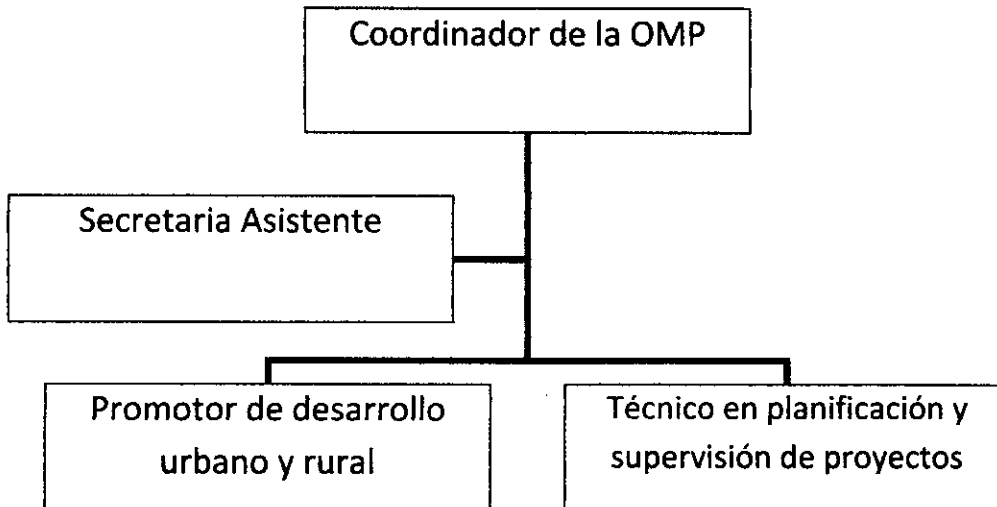 Coordinador de la OMP
Secretaria Asistente
Promotor de desarrollo
urbano y rural
Técnico en planificación y
supervisión de proyectos